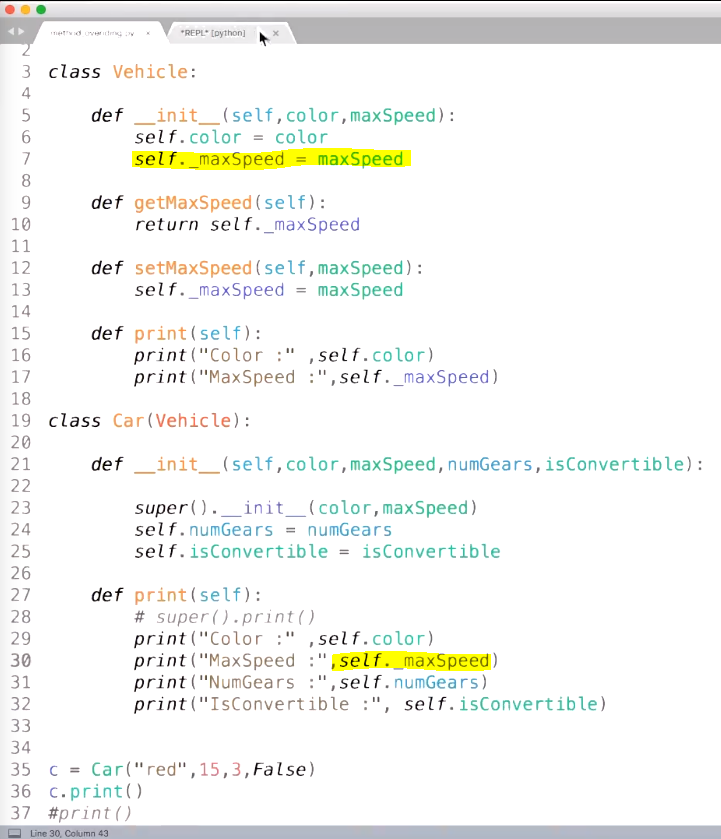 method overiding.py ×
*REPL* [python] ×
2
3 class Vehicle:
4
5 def __init__(self,color,maxSpeed):
6 self.color = color
7 self._maxSpeed = maxSpeed
8
9 def getMaxSpeed(self):
10 return self._maxSpeed
11
12 def setMaxSpeed(self,maxSpeed):
13 self._maxSpeed = maxSpeed
14
15 def print(self):
16 print("Color :" ,self.color)
17 print("MaxSpeed :",self._maxSpeed)
18
19 class Car(Vehicle):
20
21 def __init__(self,color,maxSpeed,numGears,isConvertible):
22
23 super().__init__(color,maxSpeed)
24 self.numGears = numGears
25 self.isConvertible = isConvertible
26
27 def print(self):
28 # super().print()
29 print("Color :" ,self.color)
30 print("MaxSpeed :",self._maxSpeed)
31 print("NumGears :",self.numGears)
32 print("IsConvertible :", self.isConvertible)
33
34
35 c = Car("red",15,3,False)
36 c.print()
37 #print()
Line 30, Column 43